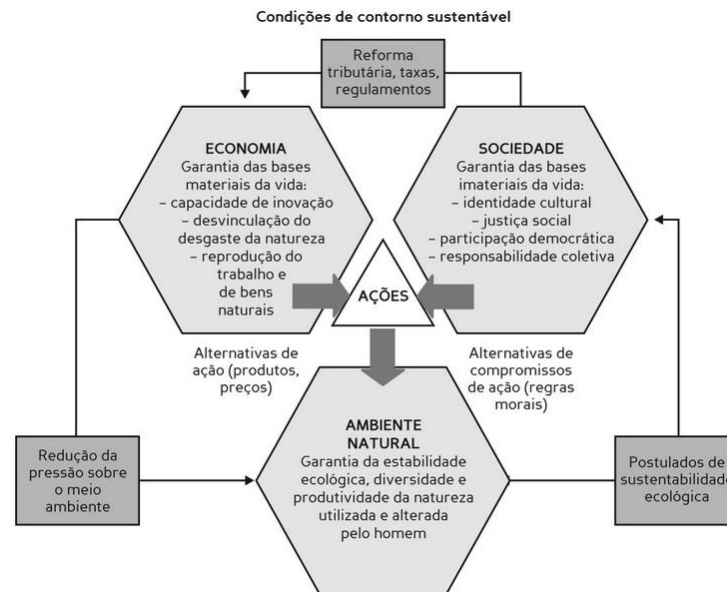 Condições de contorno sustentável
Reforma
tributária, taxas,
regulamentos
ECONOMIA
Garantia das bases
materiais da vida:
– capacidade de inovação
– desvinculação do
desgaste da natureza
– reprodução do
trabalho e
de bens
naturais
SOCIEDADE
Garantia das bases
imateriais da vida:
– identidade cultural
– justiça social
– participação democrática
– responsabilidade coletiva
AÇÕES
Alternativas de
ação (produtos,
preços)
Alternativas de
compromissos
de ação (regras
morais)
Redução da
pressão sobre
o meio
ambiente
AMBIENTE
NATURAL
Garantia da estabilidade
ecológica, diversidade e
produtividade da natureza
utilizada e alterada
pelo homem
Postulados de
sustentabilidade
ecológica